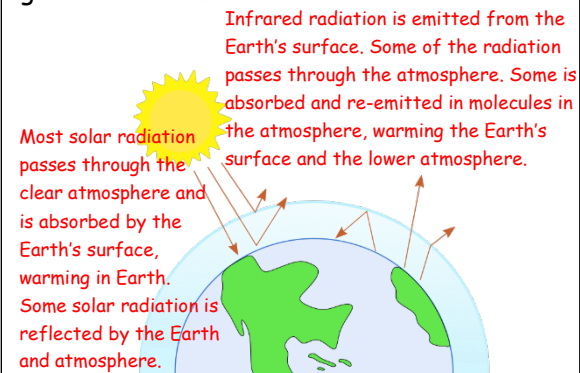 Infrared radiation is emitted from the
Earth's surface. Some of the radiation
passes through the atmosphere. Some is
absorbed and re-emitted in molecules in
the atmosphere, warming the Earth's
surface and the lower atmosphere.
Most solar radiation
passes through the
clear atmosphere and
is absorbed by the
Earth's surface,
warming in Earth.
Some solar radiation is
reflected by the Earth
and atmosphere.